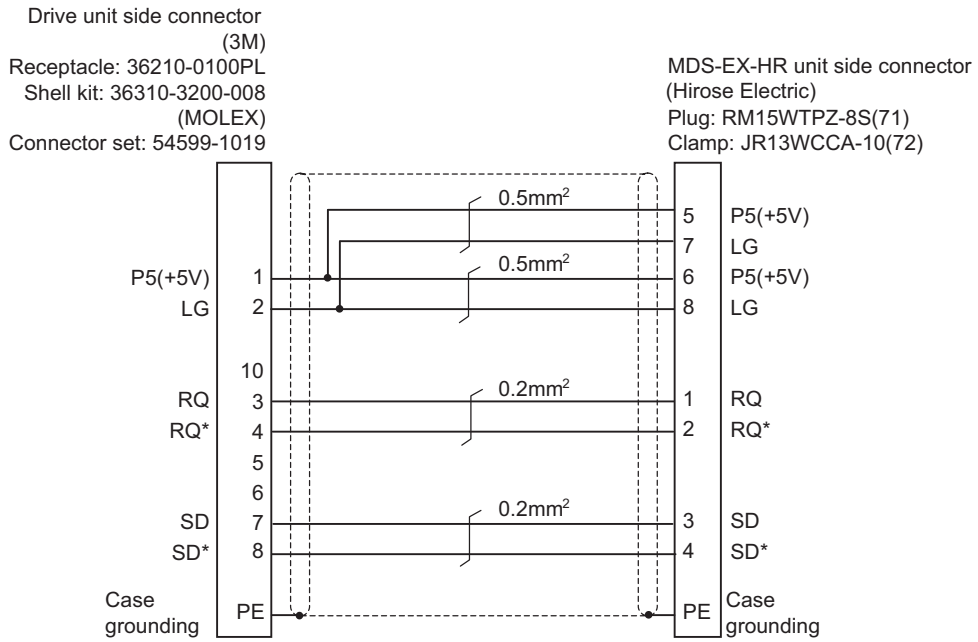 Drive unit side connector
(3M)
Receptacle: 36210-0100PL
Shell kit: 36310-3200-008
(MOLEX)
Connector set: 54599-1019
MDS-EX-HR unit side connector
(Hirose Electric)
Plug: RM15WTPZ-8S(71)
Clamp: JR13WCCA-10(72)
0.5mm²
5 P5(+5V)
7 LG
0.5mm²
P5(+5V) 1
6 P5(+5V)
LG 2
8 LG
10
0.2mm²
RQ 3
1 RQ
RQ* 4
2 RQ*
5
6
0.2mm²
SD 7
3 SD
SD* 8
4 SD*
Case
grounding
PE
PE
Case
grounding